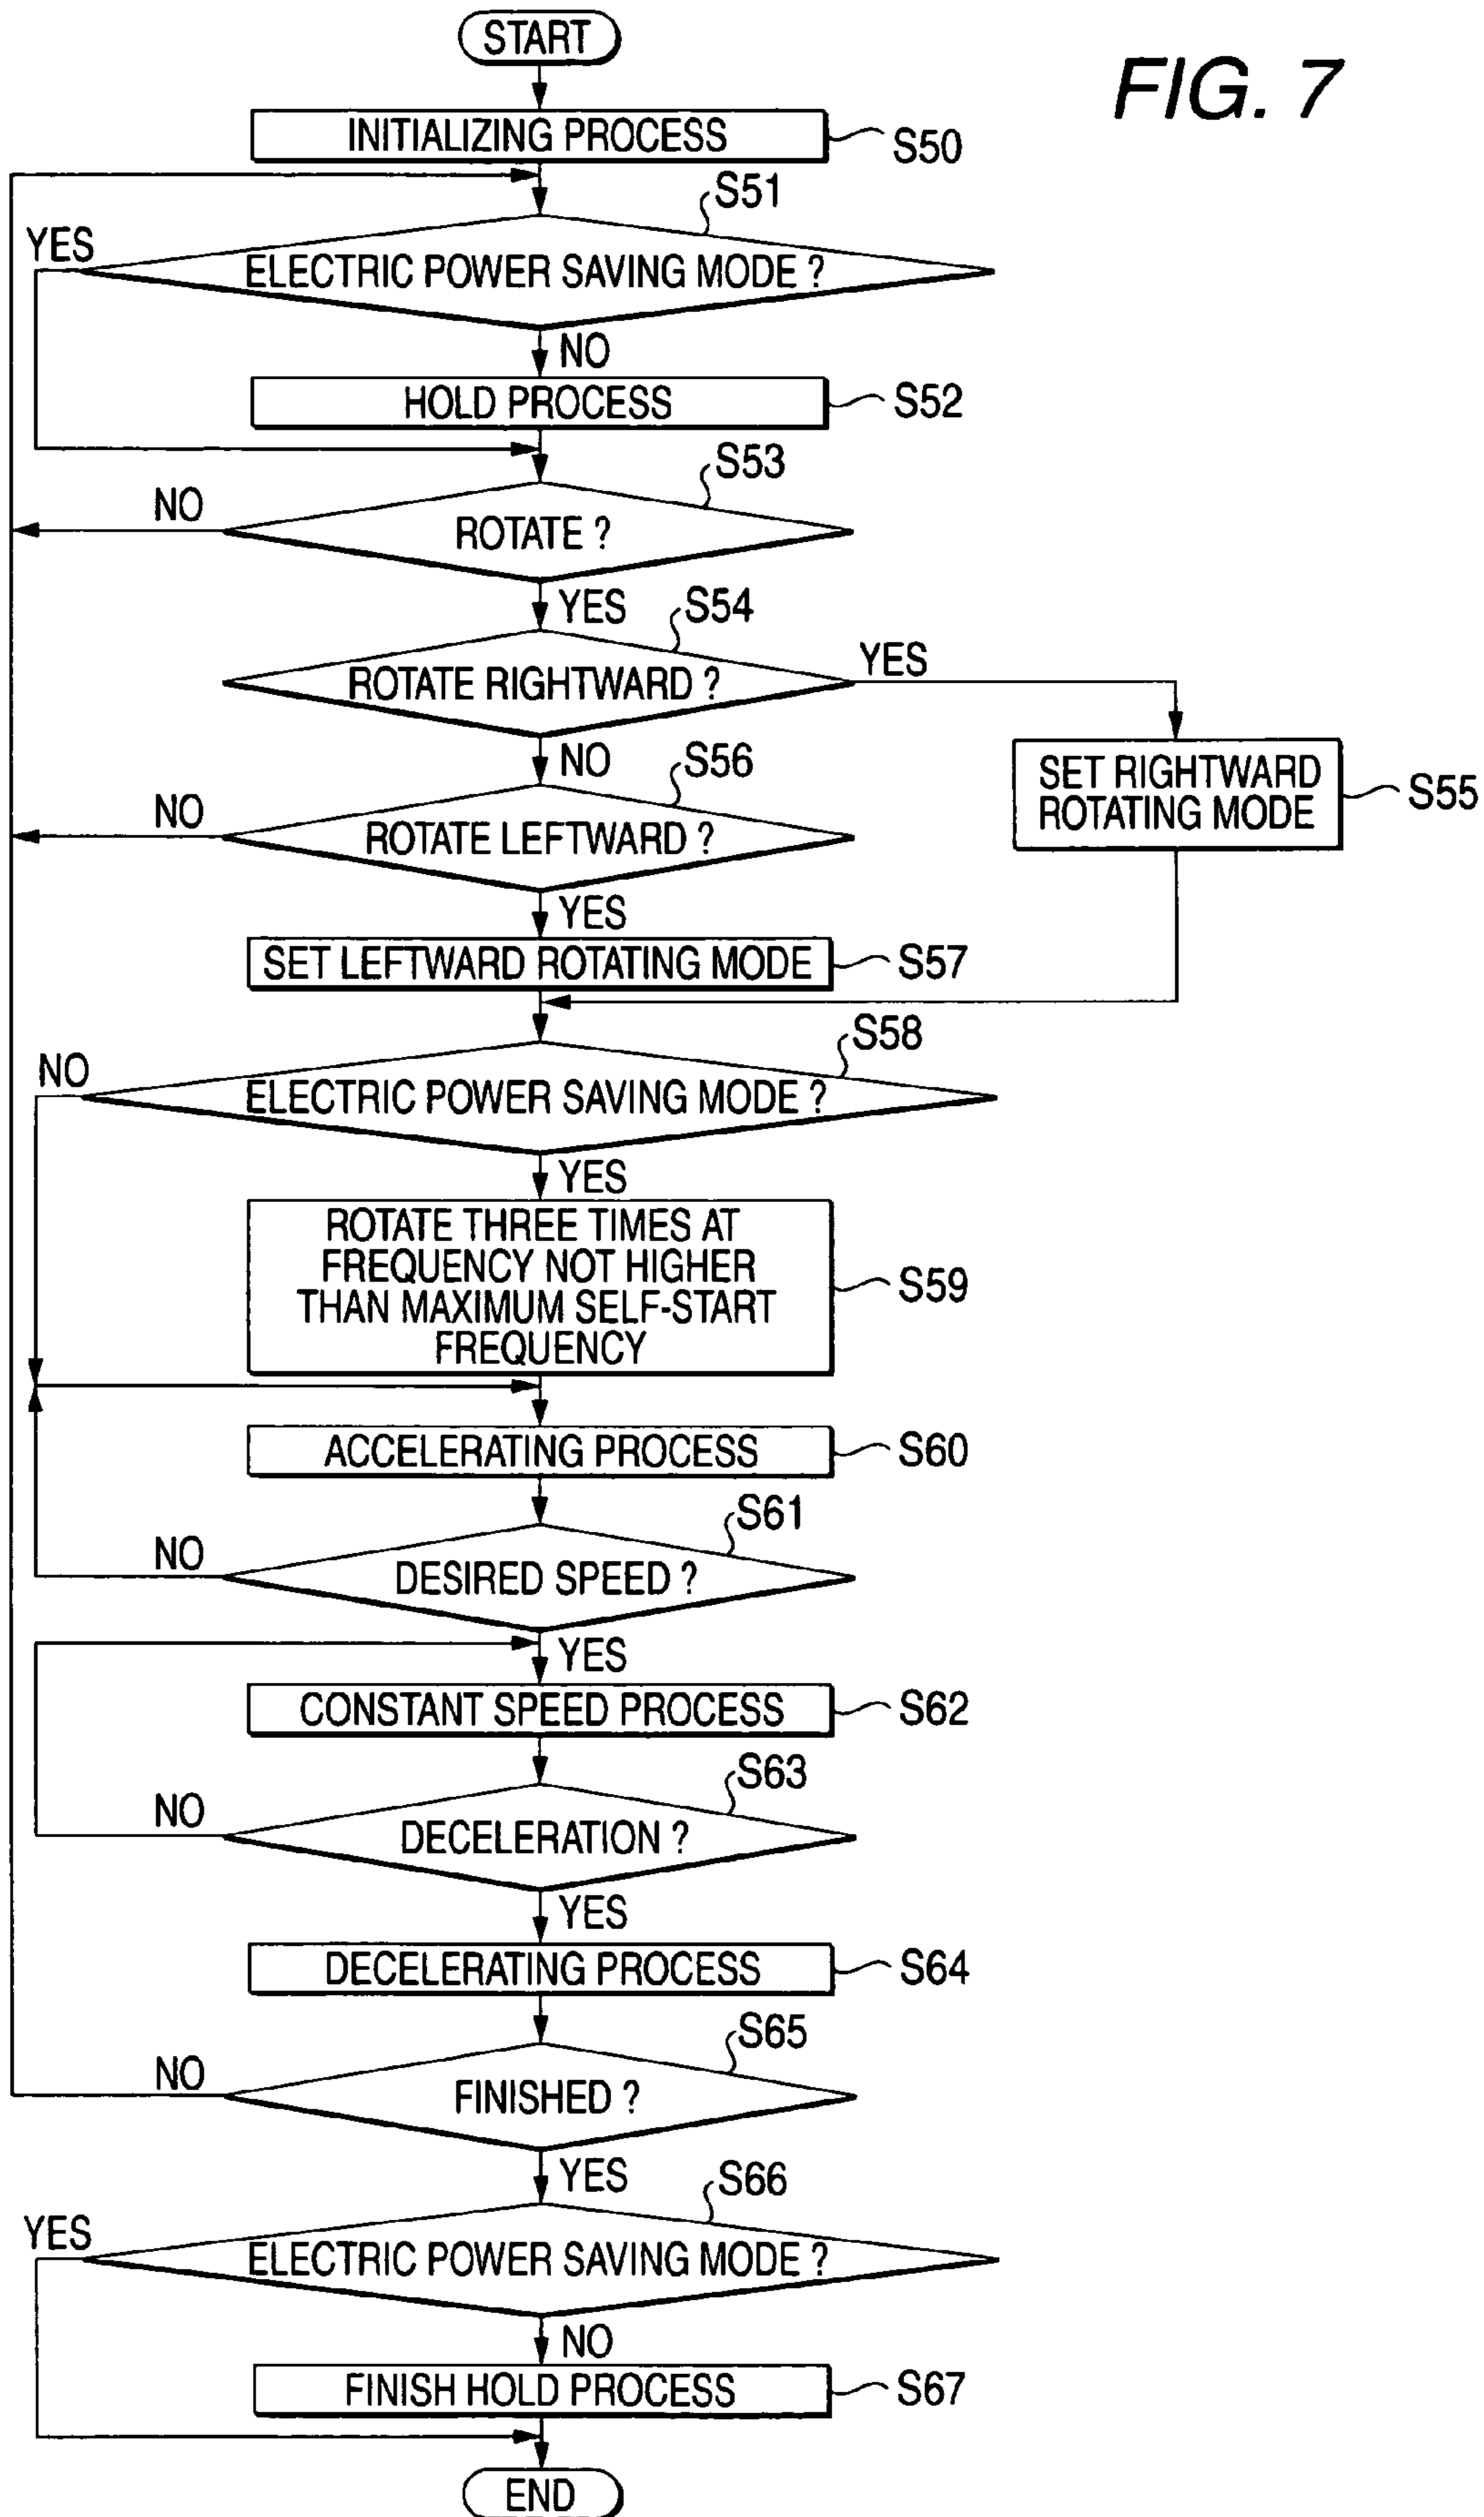 START
FIG. 7
INITIALIZING PROCESS
S50
S51
YES
ELECTRIC POWER SAVING MODE ?
NO
HOLD PROCESS
S52
S53
NO
ROTATE ?
YES
S54
ROTATE RIGHTWARD ?
YES
NO
S56
SET RIGHTWARD
ROTATING MODE
S55
NO
ROTATE LEFTWARD ?
YES
SET LEFTWARD ROTATING MODE
S57
S58
NO
ELECTRIC POWER SAVING MODE ?
YES
ROTATE THREE TIMES AT
FREQUENCY NOT HIGHER
THAN MAXIMUM SELF-START
FREQUENCY
S59
ACCELERATING PROCESS
S60
S61
NO
DESIRED SPEED ?
YES
CONSTANT SPEED PROCESS
S62
S63
NO
DECELERATION ?
YES
DECELERATING PROCESS
S64
S65
NO
FINISHED ?
YES
S66
YES
ELECTRIC POWER SAVING MODE ?
NO
FINISH HOLD PROCESS
S67
END